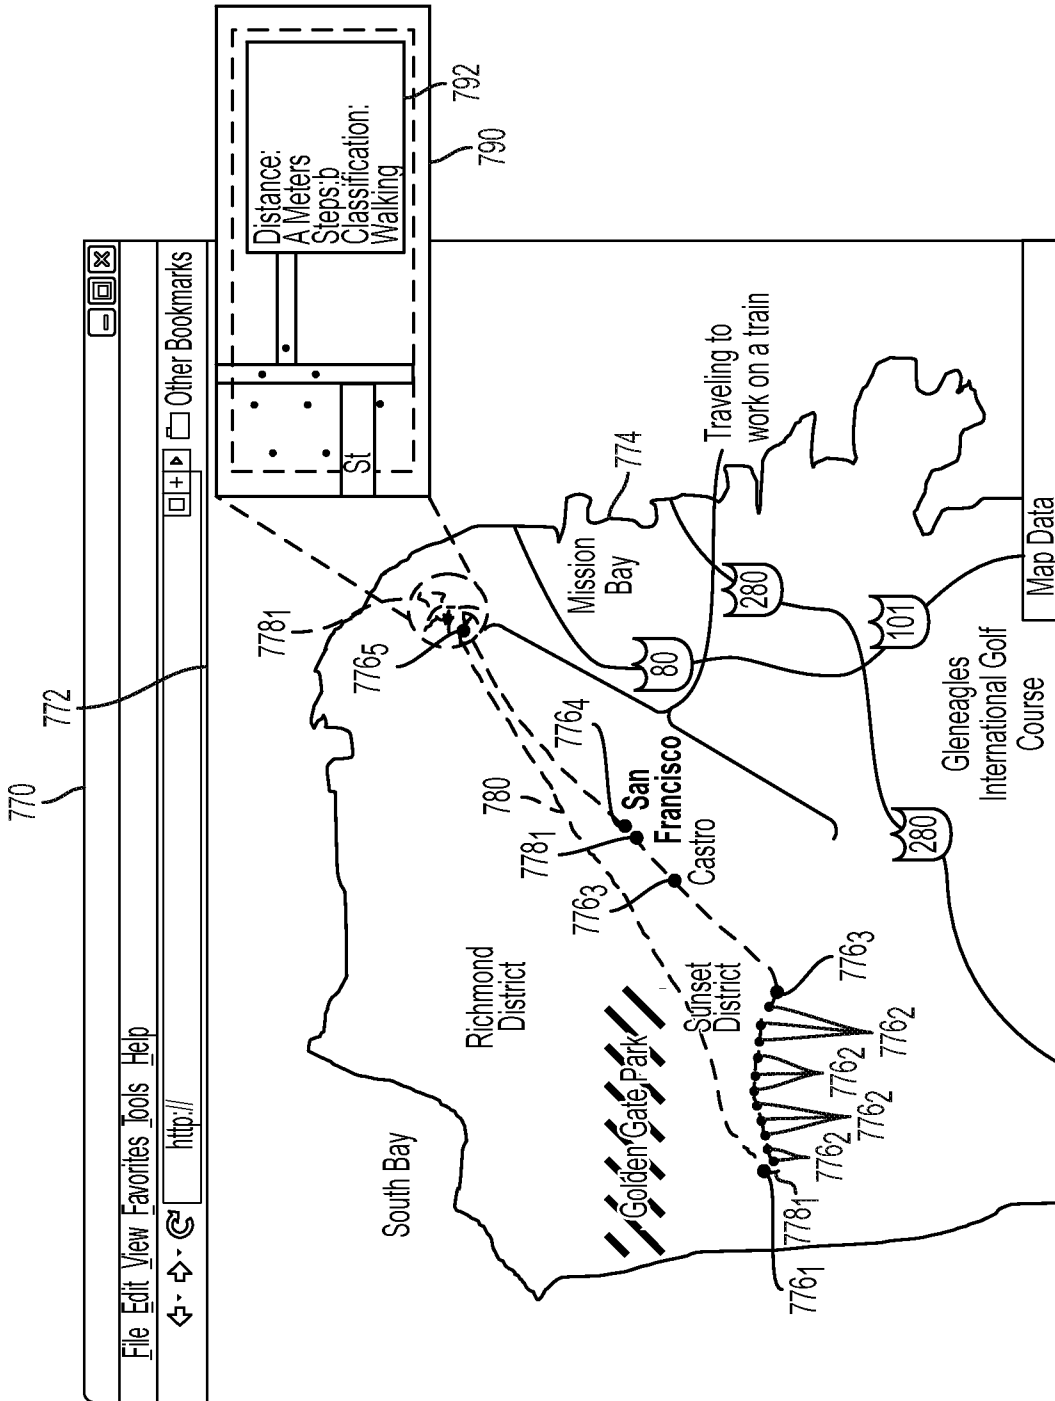 770
772
File Edit View Favorites Tools Help
http://
Other Bookmarks
South Bay
Richmond
District
Golden Gate Park
Sunset
District
San
Francisco
Castro
Mission
Bay
774
Traveling to
work on a train
Gleneagles
International Golf
Course
Map Data
80
280
101
280
7781
7765
780
7764
7781
7763
7763
7762
7762
7762
7762
7781
7761
St
Distance:
A Meters
Steps:b
Classification:
Walking
792
790